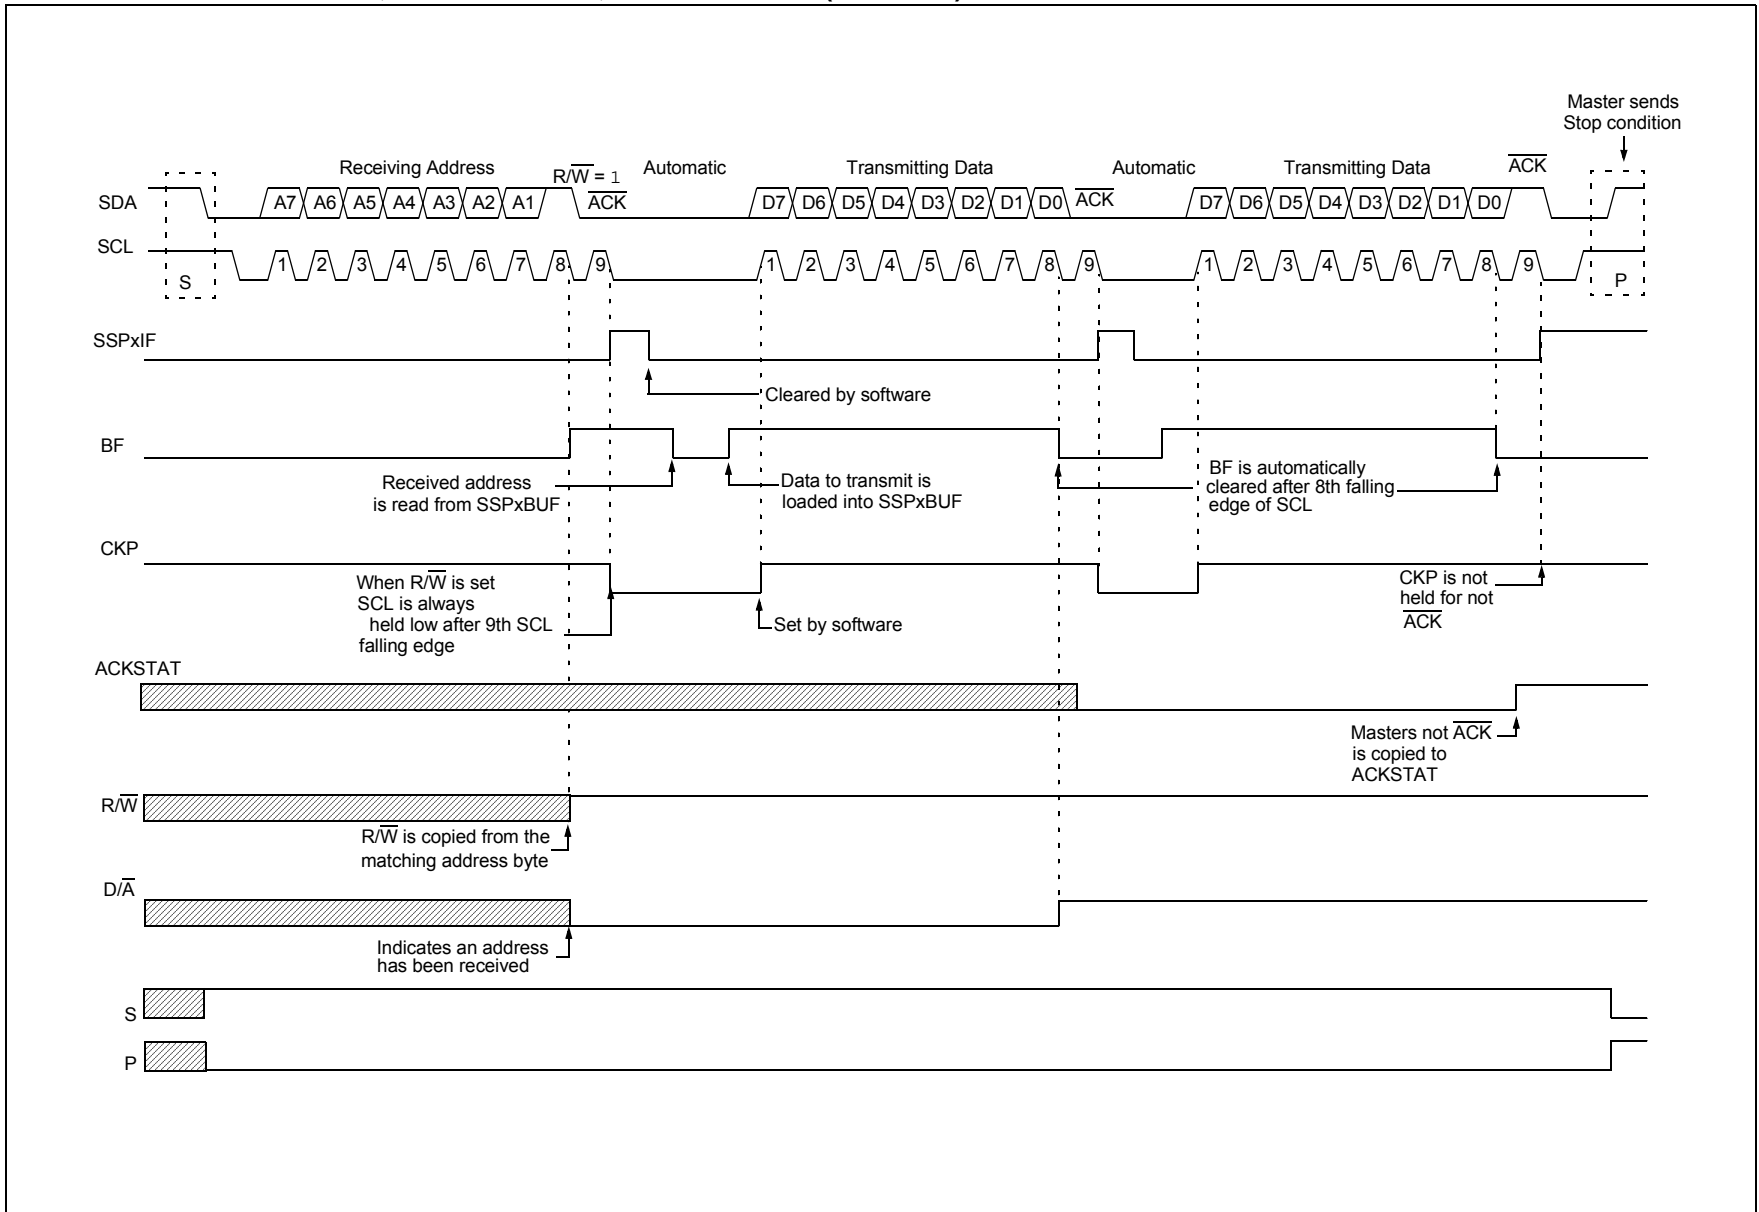 Master sends
Stop condition
Receiving Address
R/W̅ = 1
Automatic
Transmitting Data
Automatic
Transmitting Data
A̅C̅K̅
SDA
A7 A6 A5 A4 A3 A2 A1
A̅C̅K̅
D7 D6 D5 D4 D3 D2 D1 D0
A̅C̅K̅
D7 D6 D5 D4 D3 D2 D1 D0
SCL
S
1 2 3 4 5 6 7 8 9
1 2 3 4 5 6 7 8 9
1 2 3 4 5 6 7 8 9
P
SSPxIF
Cleared by software
BF
Received address
is read from SSPxBUF
Data to transmit is
loaded into SSPxBUF
BF is automatically
cleared after 8th falling
edge of SCL
CKP
When R/W̅ is set
SCL is always
held low after 9th SCL
falling edge
Set by software
CKP is not
held for not
A̅C̅K̅
ACKSTAT
Masters not A̅C̅K̅
is copied to
ACKSTAT
R/W̅
R/W̅ is copied from the
matching address byte
D/A̅
Indicates an address
has been received
S
P